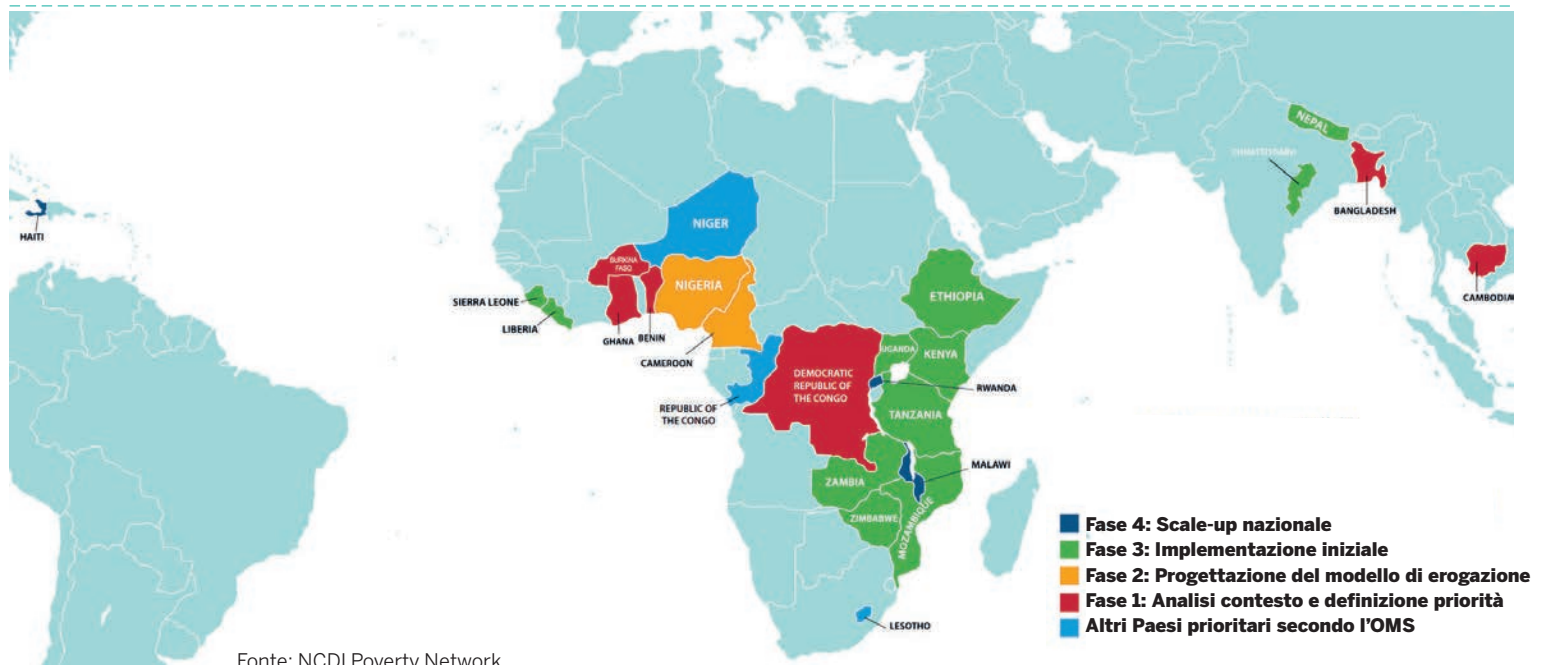 NEPAL
BANGLADESH
CAMBODIA
HAITI
NIGER
BURKINA
FASO
NIGERIA
SIERRA LEONE
LIBERIA
GHANA
BENIN
CAMEROON
ETHIOPIA
UGANDA
KENYA
DEMOCRATIC
REPUBLIC OF
THE CONGO
RWANDA
REPUBLIC OF
THE CONGO
TANZANIA
MALAWI
ZAMBIA
ZIMBABWE
MOZAMBIQUE
LESOTHO
Fase 4: Scale-up nazionale
Fase 3: Implementazione iniziale
Fase 2: Progettazione del modello di erogazione
Fase 1: Analisi contesto e definizione priorità
Altri Paesi prioritari secondo l'OMS
Fonte: NCDI Poverty Network